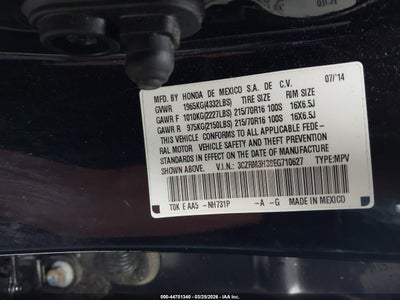 MFD. BY HONDA DE MEXICO S.A. DE C.V. 07/14
GVWR 1965KG(4332LBS) TIRE SIZE RIM SIZE
GAWR F 1010KG(2227LBS) 215/70R16 100S 16X6.5J
GAWR R 975KG(2150LBS) 215/70R16 100S 16X6.5J
THIS VEHICLE CONFORMS TO ALL APPLICABLE FEDE-
RAL MOTOR VEHICLE SAFETY AND THEFT PREVENTION
STANDARDS IN EFFECT ON THE DATE OF MANUFACTURE
SHOWN ABOVE. V.I.N.: 3CZRM3H38EG710627 TYPE:MPV
T0K E AA5 -NH731P -A -G MADE IN MEXICO
000-44701340 - 03/25/2026 - (C) IAA, Inc.